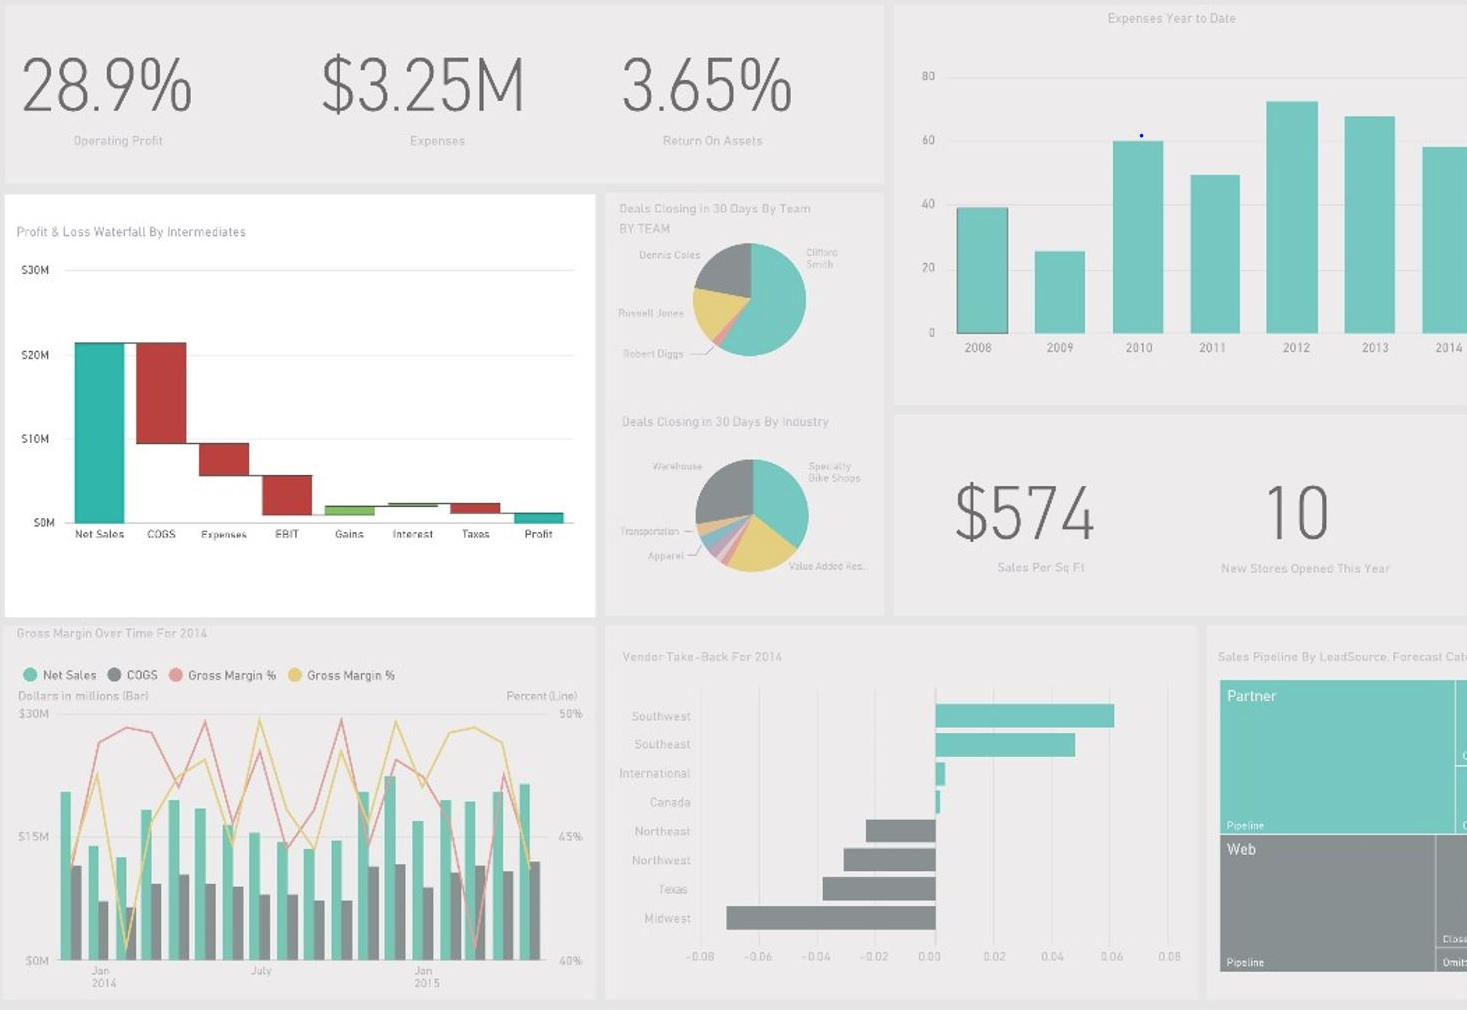 28.9%
Operating Profit
$3.25M
Expenses
3.65%
Return On Assets
Expenses Year to Date
80
60
40
20
0
2008 2009 2010 2011 2012 2013 2014
Profit & Loss Waterfall By Intermediates
$30M
$20M
$10M
$0M
Net Sales COGS Expenses EBIT Gains Interest Taxes Profit
Deals Closing in 30 Days By Team
BY TEAM
Dennis Coles
Clifford
Smith
Russell Jones
Robert Diggs
Deals Closing in 30 Days By Industry
Warehouse
Specialty
Bike Shops
Transportation
Apparel
Value Added Res..
$574
Sales Per Sq Ft
10
New Stores Opened This Year
Gross Margin Over Time For 2014
Net Sales COGS Gross Margin % Gross Margin %
Dollars in millions (Bar) Percent (Line)
$30M 50%
$15M 45%
$0M 40%
Jan July Jan
2014 2015
Vendor Take-Back For 2014
Southwest
Southeast
International
Canada
Northeast
Northwest
Texas
Midwest
-0.08 -0.06 -0.04 -0.02 0.00 0.02 0.04 0.06 0.08
Sales Pipeline By LeadSource, Forecast Cat
Partner
Pipeline
Web
Pipeline
Close
Omit